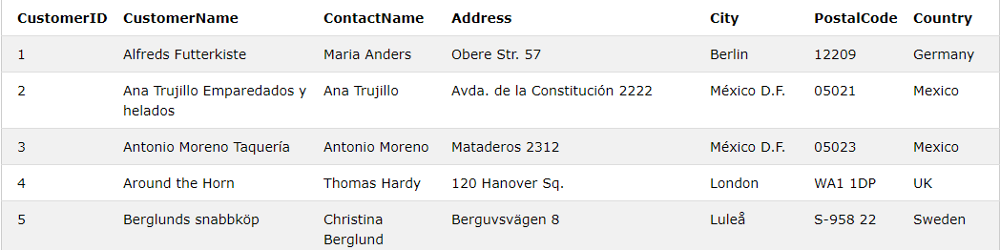 CustomerID CustomerName ContactName Address City PostalCode Country
1 Alfreds Futterkiste Maria Anders Obere Str. 57 Berlin 12209 Germany
2 Ana Trujillo Emparedados y Ana Trujillo Avda. de la Constitución 2222 México D.F. 05021 Mexico
helados
3 Antonio Moreno Taquería Antonio Moreno Mataderos 2312 México D.F. 05023 Mexico
4 Around the Horn Thomas Hardy 120 Hanover Sq. London WA1 1DP UK
5 Berglunds snabbköp Christina Berguvsvägen 8 Luleå S-958 22 Sweden
Berglund